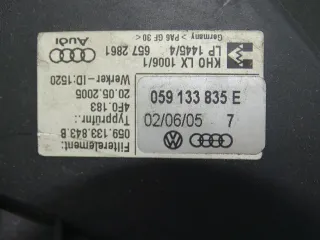 059 133 835 E
02/06/05 7
KHO LX 1006/1
LP 1445/4
Germany > PA6 GF 30 <
657 2861
Audi
Werker-ID:1520
20.05.2005
4F0.183
Typprüfnr.:
059.133.843.B
Filterelement: